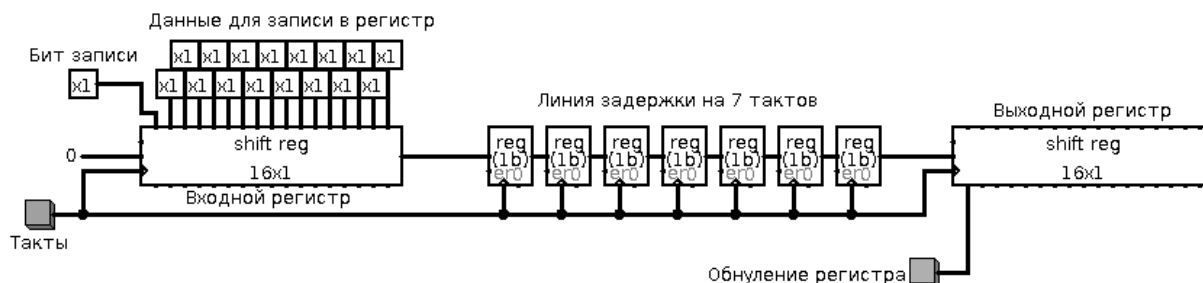 Данные для записи в регистр
Бит записи
x1 x1 x1 x1 x1 x1 x1 x1
x1 x1 x1 x1 x1 x1 x1 x1 x1
Линия задержки на 7 тактов
Выходной регистр
shift reg
reg reg reg reg reg reg reg
shift reg
0
(1b) (1b) (1b) (1b) (1b) (1b) (1b)
16x1
er0 er0 er0 er0 er0 er0 er0
16x1
Входной регистр
Такты
Обнуление регистра